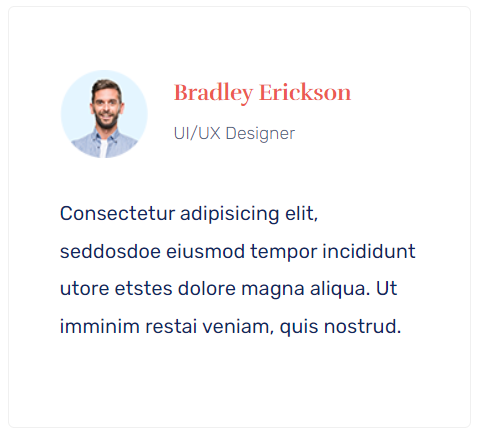 Bradley Erickson
UI/UX Designer
Consectetur adipisicing elit,
seddosdoe eiusmod tempor incididunt
utore etstes dolore magna aliqua. Ut
imminim restai veniam, quis nostrud.